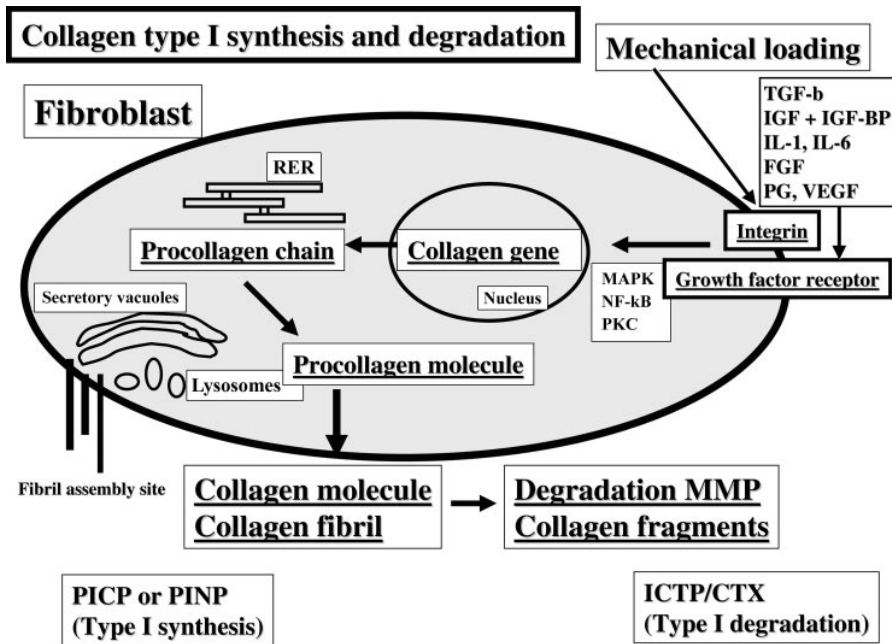 Collagen type I synthesis and degradation
Mechanical loading
TGF-b
IGF + IGF-BP
IL-1, IL-6
FGF
PG, VEGF
Fibroblast
RER
Integrin
Procollagen chain
Collagen gene
Growth factor receptor
MAPK
NF-kB
PKC
Nucleus
Secretory vacuoles
Procollagen molecule
Lysosomes
Fibril assembly site
Collagen molecule
Collagen fibril
Degradation MMP
Collagen fragments
PICP or PINP
(Type I synthesis)
ICTP/CTX
(Type I degradation)